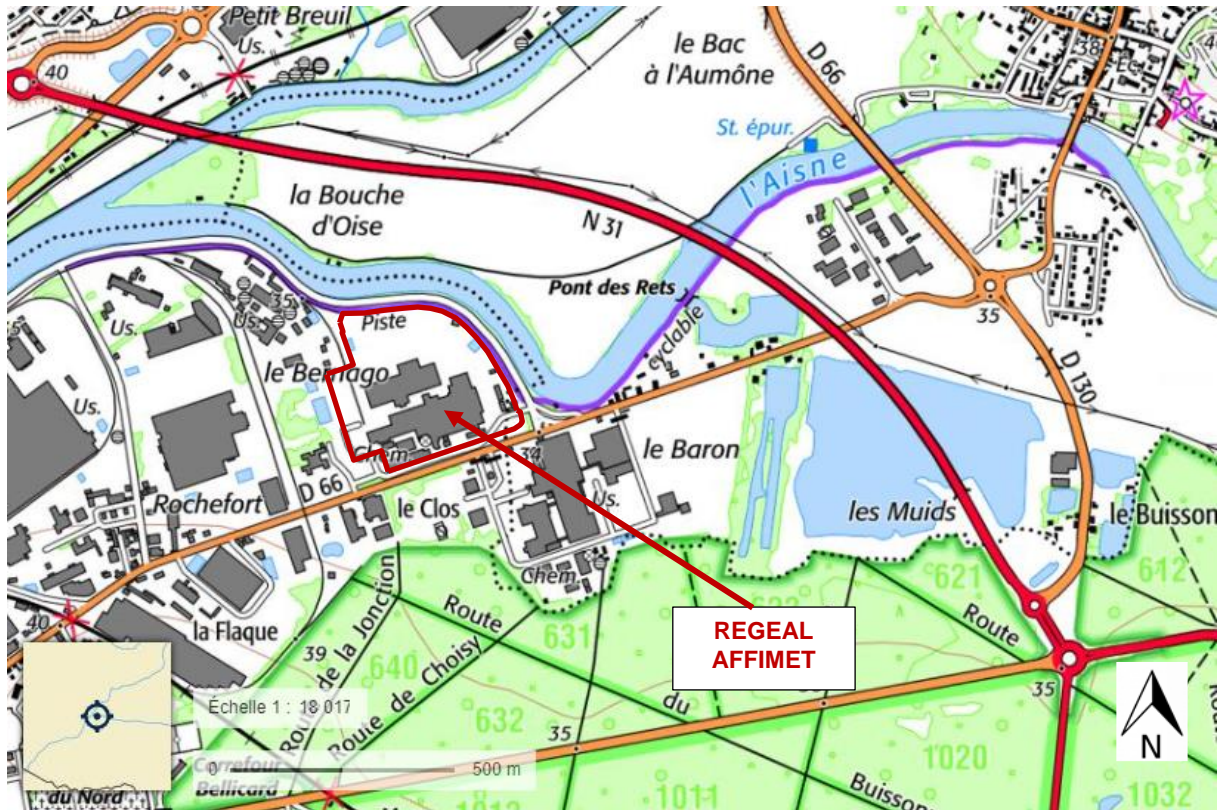 Petit Breuil
Us.
40
le Bac
à l'Aumône
D 66
38
St. épur.
l'Aisne
la Bouche
d'Oise
N 31
Pont des Rets
35
Us.
Us.
35
Piste
cyclable
35
D 130
le Bernago
Us.
Chem.
34
le Baron
D 66
Rochefort
le Clos
Us.
les Muids
le Buisson
Chem.
621
612
40
la Flaque
39
Route de la Jonction
640
Route de Choisy
Route
du
Buisson
631
632
REGEAL
AFFIMET
Route
35
35
Échelle 1 : 18 017
0 500 m
Carrefour
Bellicard
du Nord
1011
1020
1032
N